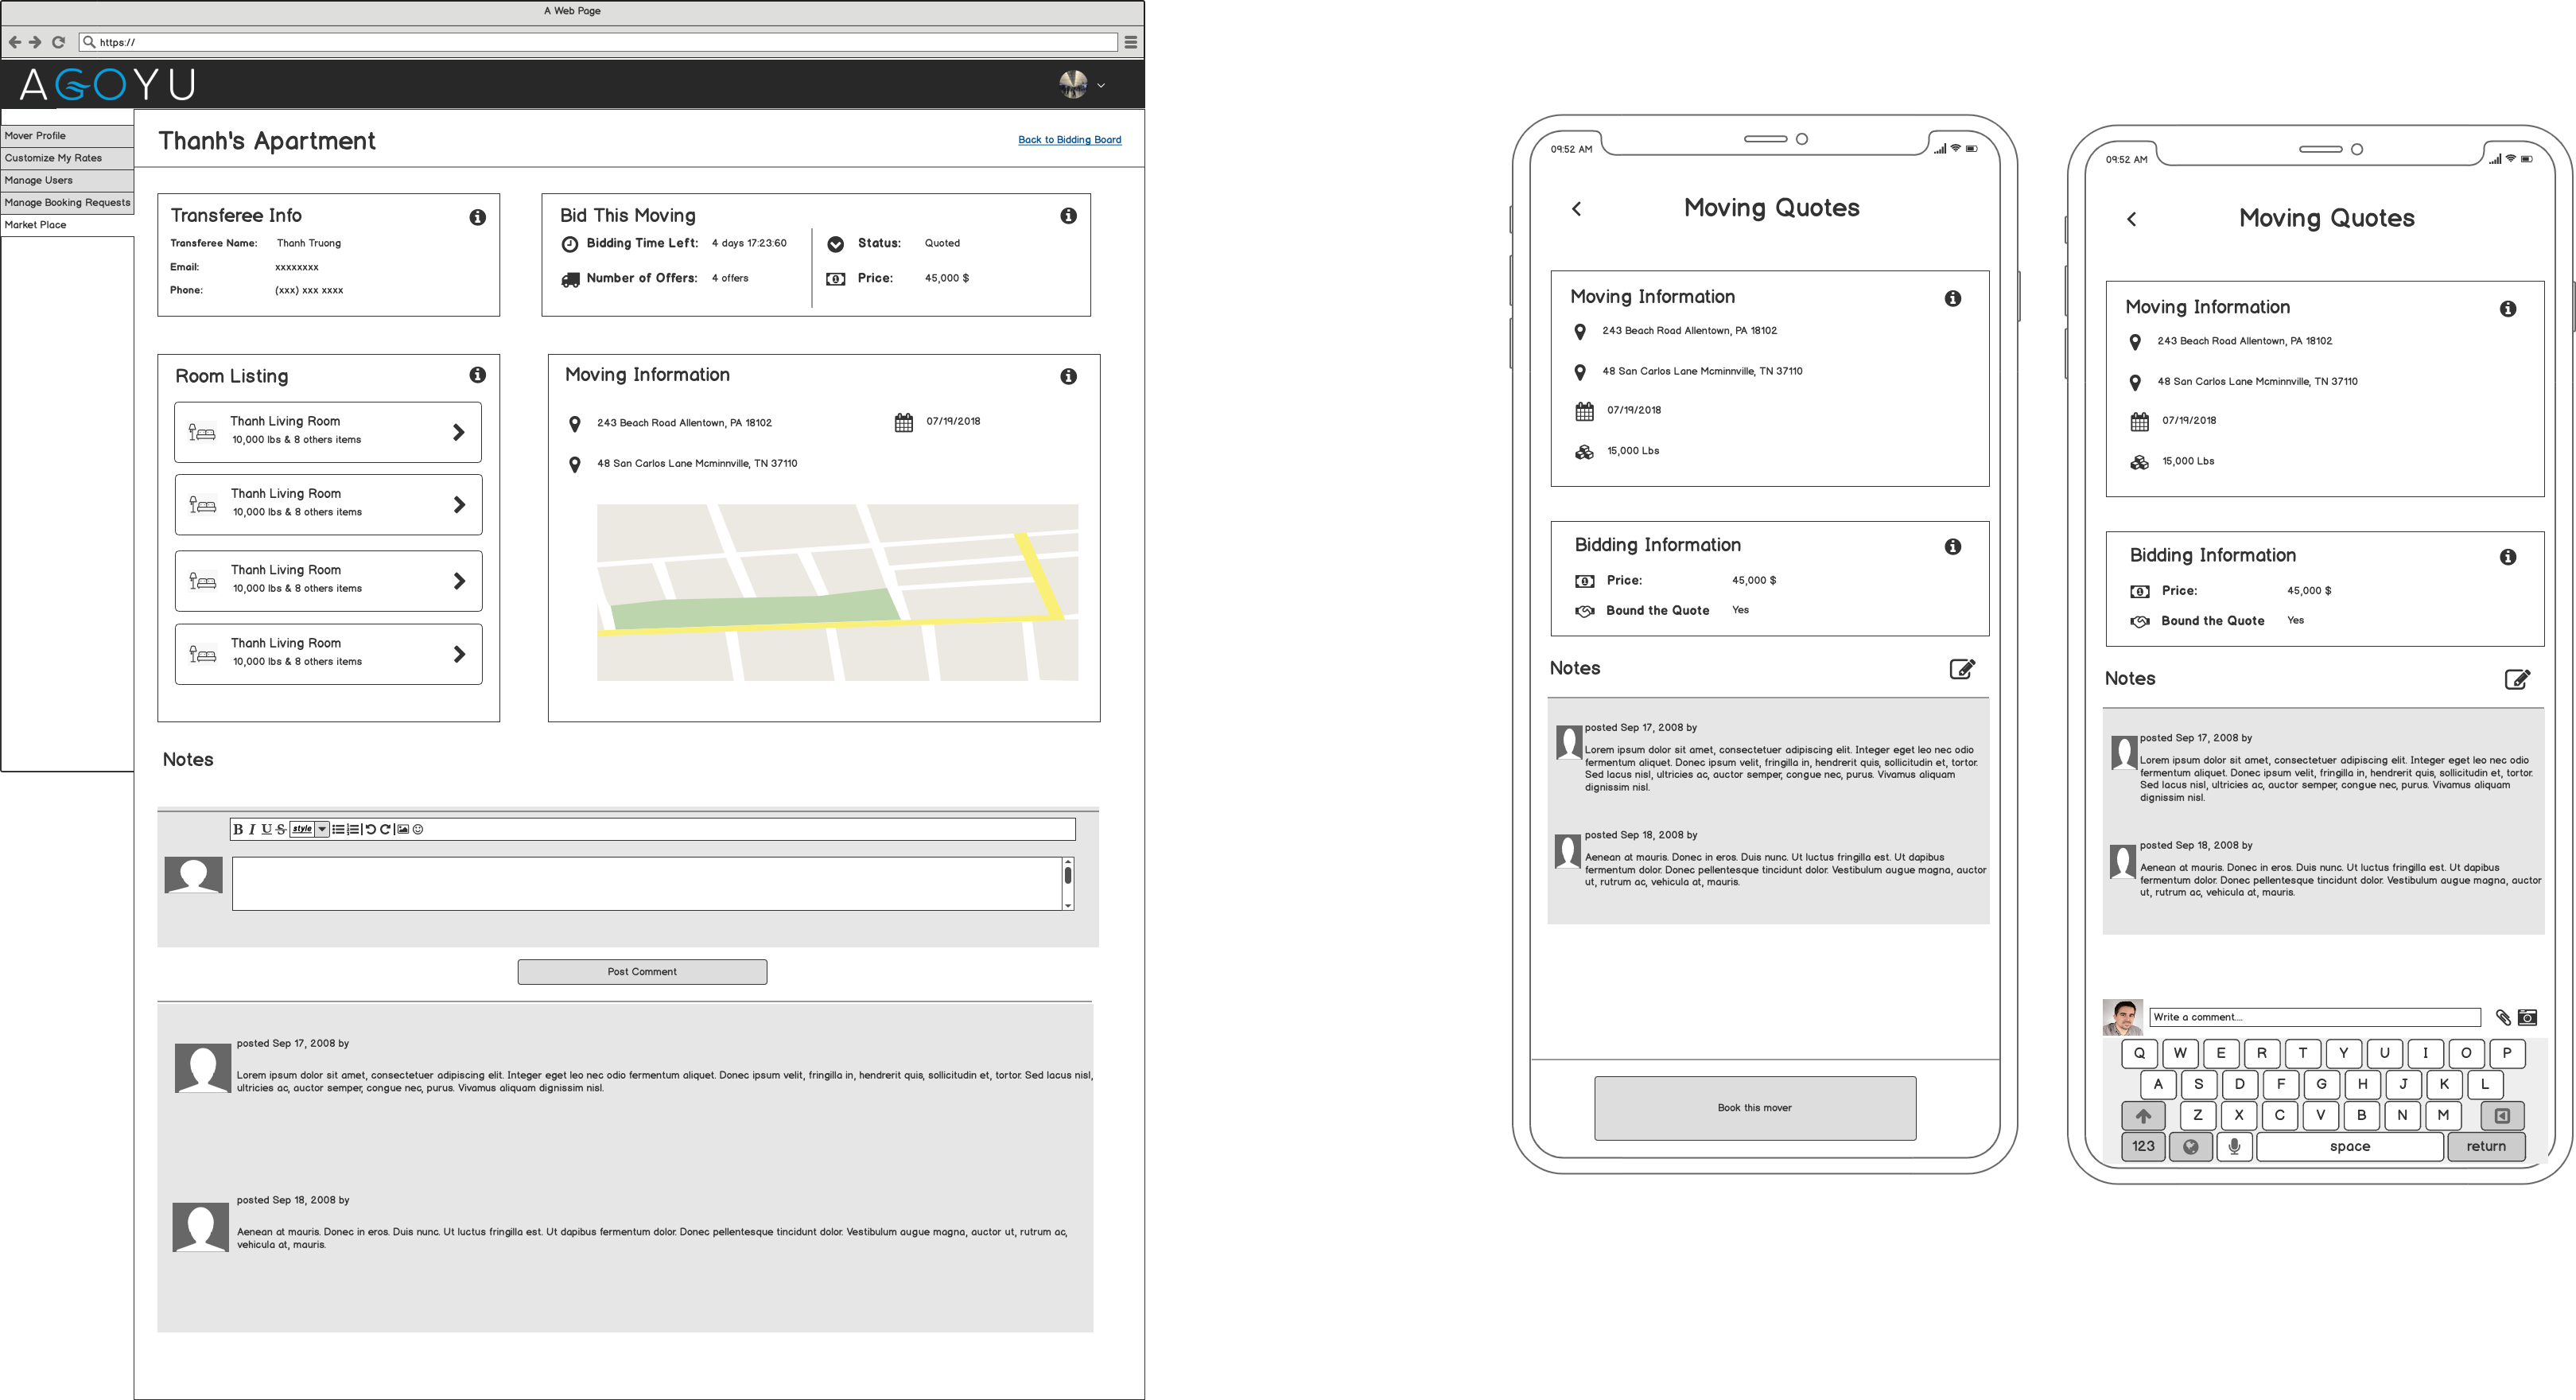 A Web Page
https://
AGOYU
Mover Profile
Customize My Rates
Manage Users
Manage Booking Requests
Market Place
Thanh's Apartment
Back to Bidding Board
Transferee Info
Transferee Name: Thanh Truong
Email: xxxxxxxx
Phone: (xxx) xxx xxxx
Bid This Moving
Bidding Time Left: 4 days 17:23:60
Number of Offers: 4 offers
Status: Quoted
Price: 45,000 $
Room Listing
Thanh Living Room
10,000 lbs & 8 others items
Thanh Living Room
10,000 lbs & 8 others items
Thanh Living Room
10,000 lbs & 8 others items
Thanh Living Room
10,000 lbs & 8 others items
Moving Information
243 Beach Road Allentown, PA 18102
07/19/2018
48 San Carlos Lane Mcminnville, TN 37110
Notes
B I U S style
Post Comment
posted Sep 17, 2008 by
Lorem ipsum dolor sit amet, consectetuer adipiscing elit. Integer eget leo nec odio fermentum aliquet. Donec ipsum velit, fringilla in, hendrerit quis, sollicitudin et, tortor. Sed lacus nisl,
ultricies ac, auctor semper, congue nec, purus. Vivamus aliquam dignissim nisl.
posted Sep 18, 2008 by
Aenean at mauris. Donec in eros. Duis nunc. Ut luctus fringilla est. Ut dapibus fermentum dolor. Donec pellentesque tincidunt dolor. Vestibulum augue magna, auctor ut, rutrum ac,
vehicula at, mauris.
09:52 AM
Moving Quotes
Moving Information
243 Beach Road Allentown, PA 18102
48 San Carlos Lane Mcminnville, TN 37110
07/19/2018
15,000 Lbs
Bidding Information
Price: 45,000 $
Bound the Quote Yes
Notes
posted Sep 17, 2008 by
Lorem ipsum dolor sit amet, consectetuer adipiscing elit. Integer eget leo nec odio
fermentum aliquet. Donec ipsum velit, fringilla in, hendrerit quis, sollicitudin et, tortor.
Sed lacus nisl, ultricies ac, auctor semper, congue nec, purus. Vivamus aliquam
dignissim nisl.
posted Sep 18, 2008 by
Aenean at mauris. Donec in eros. Duis nunc. Ut luctus fringilla est. Ut dapibus
fermentum dolor. Donec pellentesque tincidunt dolor. Vestibulum augue magna, auctor
ut, rutrum ac, vehicula at, mauris.
Book this mover
09:52 AM
Moving Quotes
Moving Information
243 Beach Road Allentown, PA 18102
48 San Carlos Lane Mcminnville, TN 37110
07/19/2018
15,000 Lbs
Bidding Information
Price: 45,000 $
Bound the Quote Yes
Notes
posted Sep 17, 2008 by
Lorem ipsum dolor sit amet, consectetuer adipiscing elit. Integer eget leo nec odio
fermentum aliquet. Donec ipsum velit, fringilla in, hendrerit quis, sollicitudin et, tortor.
Sed lacus nisl, ultricies ac, auctor semper, congue nec, purus. Vivamus aliquam
dignissim nisl.
posted Sep 18, 2008 by
Aenean at mauris. Donec in eros. Duis nunc. Ut luctus fringilla est. Ut dapibus
fermentum dolor. Donec pellentesque tincidunt dolor. Vestibulum augue magna, auctor
ut, rutrum ac, vehicula at, mauris.
Write a comment....
Q W E R T Y U I O P
A S D F G H J K L
Z X C V B N M
123 space return